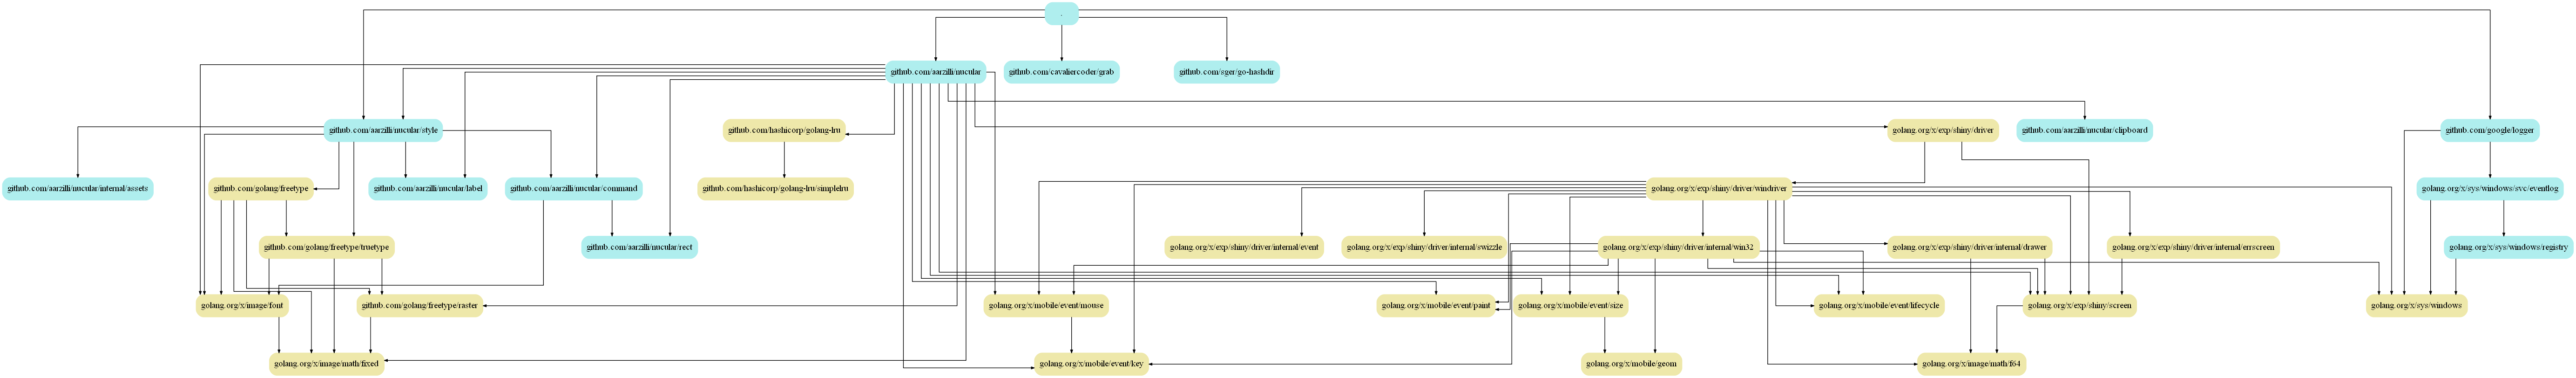 .
github.com/aarzilli/nucular
github.com/cavaliercoder/grab
github.com/sger/go-hashdir
github.com/aarzilli/nucular/style
github.com/hashicorp/golang-lru
golang.org/x/exp/shiny/driver
github.com/aarzilli/nucular/clipboard
github.com/google/logger
github.com/aarzilli/nucular/internal/assets
github.com/golang/freetype
github.com/aarzilli/nucular/label
github.com/aarzilli/nucular/command
github.com/hashicorp/golang-lru/simplelru
golang.org/x/exp/shiny/driver/windriver
golang.org/x/sys/windows/svc/eventlog
github.com/golang/freetype/truetype
github.com/aarzilli/nucular/rect
golang.org/x/exp/shiny/driver/internal/event
golang.org/x/exp/shiny/driver/internal/swizzle
golang.org/x/exp/shiny/driver/internal/win32
golang.org/x/exp/shiny/driver/internal/drawer
golang.org/x/exp/shiny/driver/internal/errscreen
golang.org/x/sys/windows/registry
golang.org/x/image/font
github.com/golang/freetype/raster
golang.org/x/mobile/event/mouse
golang.org/x/mobile/event/paint
golang.org/x/mobile/event/size
golang.org/x/mobile/event/lifecycle
golang.org/x/exp/shiny/screen
golang.org/x/sys/windows
golang.org/x/image/math/fixed
golang.org/x/mobile/event/key
golang.org/x/mobile/geom
golang.org/x/image/math/f64